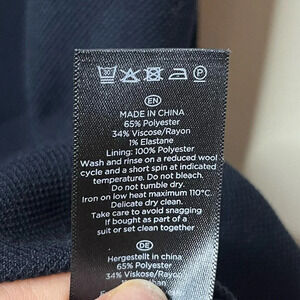 EN
MADE IN CHINA
65% Polyester
34% Viscose/Rayon
1% Elastane
Lining: 100% Polyester
Wash and rinse on a reduced wool
cycle and a short spin at indicated
temperature. Do not bleach.
Do not tumble dry.
Iron on low heat maximum 110°C.
Delicate dry clean.
Take care to avoid snagging
If bought as part of a
suit or set clean together
DE
Hergestellt in china
65% Polyester
34% Viskose/Rayon